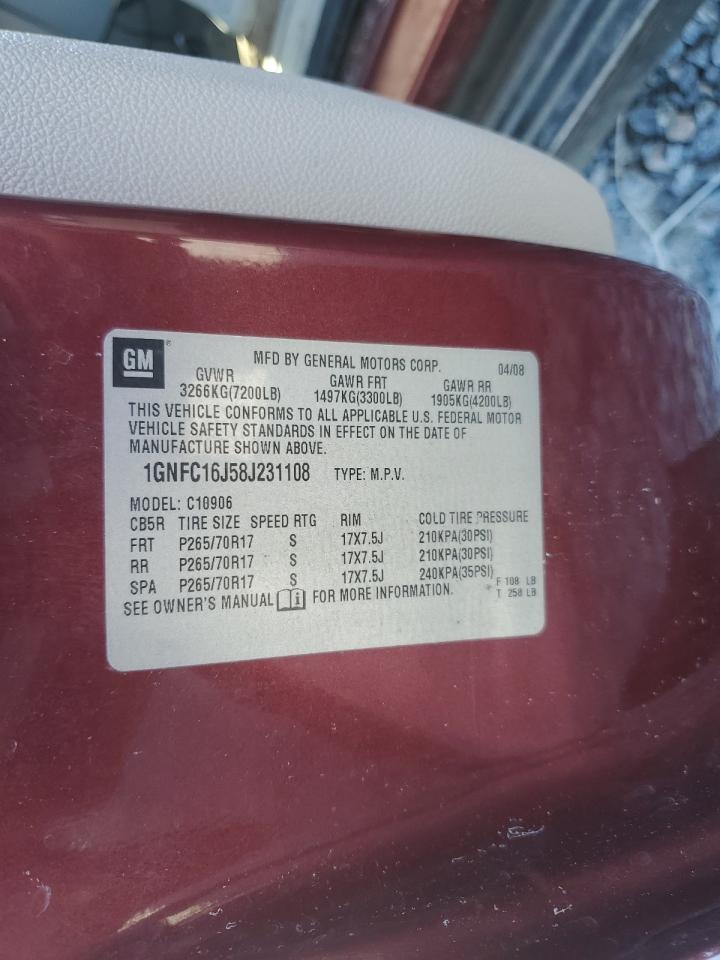 GM ®
MFD BY GENERAL MOTORS CORP. 04/08
GVWR GAWR FRT GAWR RR
3266KG(7200LB) 1497KG(3300LB) 1905KG(4200LB)
THIS VEHICLE CONFORMS TO ALL APPLICABLE U.S. FEDERAL MOTOR
VEHICLE SAFETY STANDARDS IN EFFECT ON THE DATE OF
MANUFACTURE SHOWN ABOVE.
1GNFC16J58J231108 TYPE: M.P.V.
MODEL: C10906
CB5R TIRE SIZE SPEED RTG RIM COLD TIRE PRESSURE
FRT P265/70R17 S 17X7.5J 210KPA(30PSI)
RR P265/70R17 S 17X7.5J 210KPA(30PSI)
SPA P265/70R17 S 17X7.5J 240KPA(35PSI)
SEE OWNER'S MANUAL i FOR MORE INFORMATION.
F 108 LB
T 258 LB